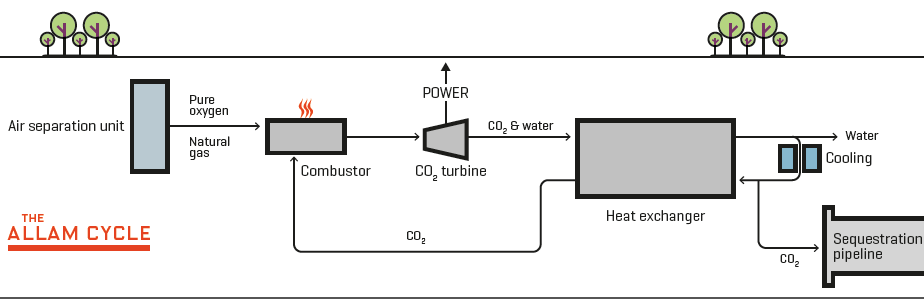 POWER
Pure
oxygen
Air separation unit
Natural
gas
CO2 & water
Water
Cooling
Combustor
CO2 turbine
Heat exchanger
THE
ALLAM CYCLE
CO2
Sequestration
pipeline
CO2